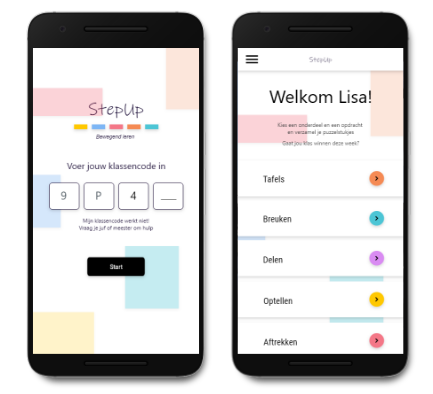 StepUp
Bewegend leren
Voer jouw klassencode in
9 P 4 __
Mijn klassencode werkt niet!
Vraag je juf of meester om hulp
Start
StepUp
Welkom Lisa!
Kies een onderdeel en een opdracht
en verzamel je puzzelstukjes
Gaat jou klas winnen deze week?
Tafels
Breuken
Delen
Optellen
Aftrekken